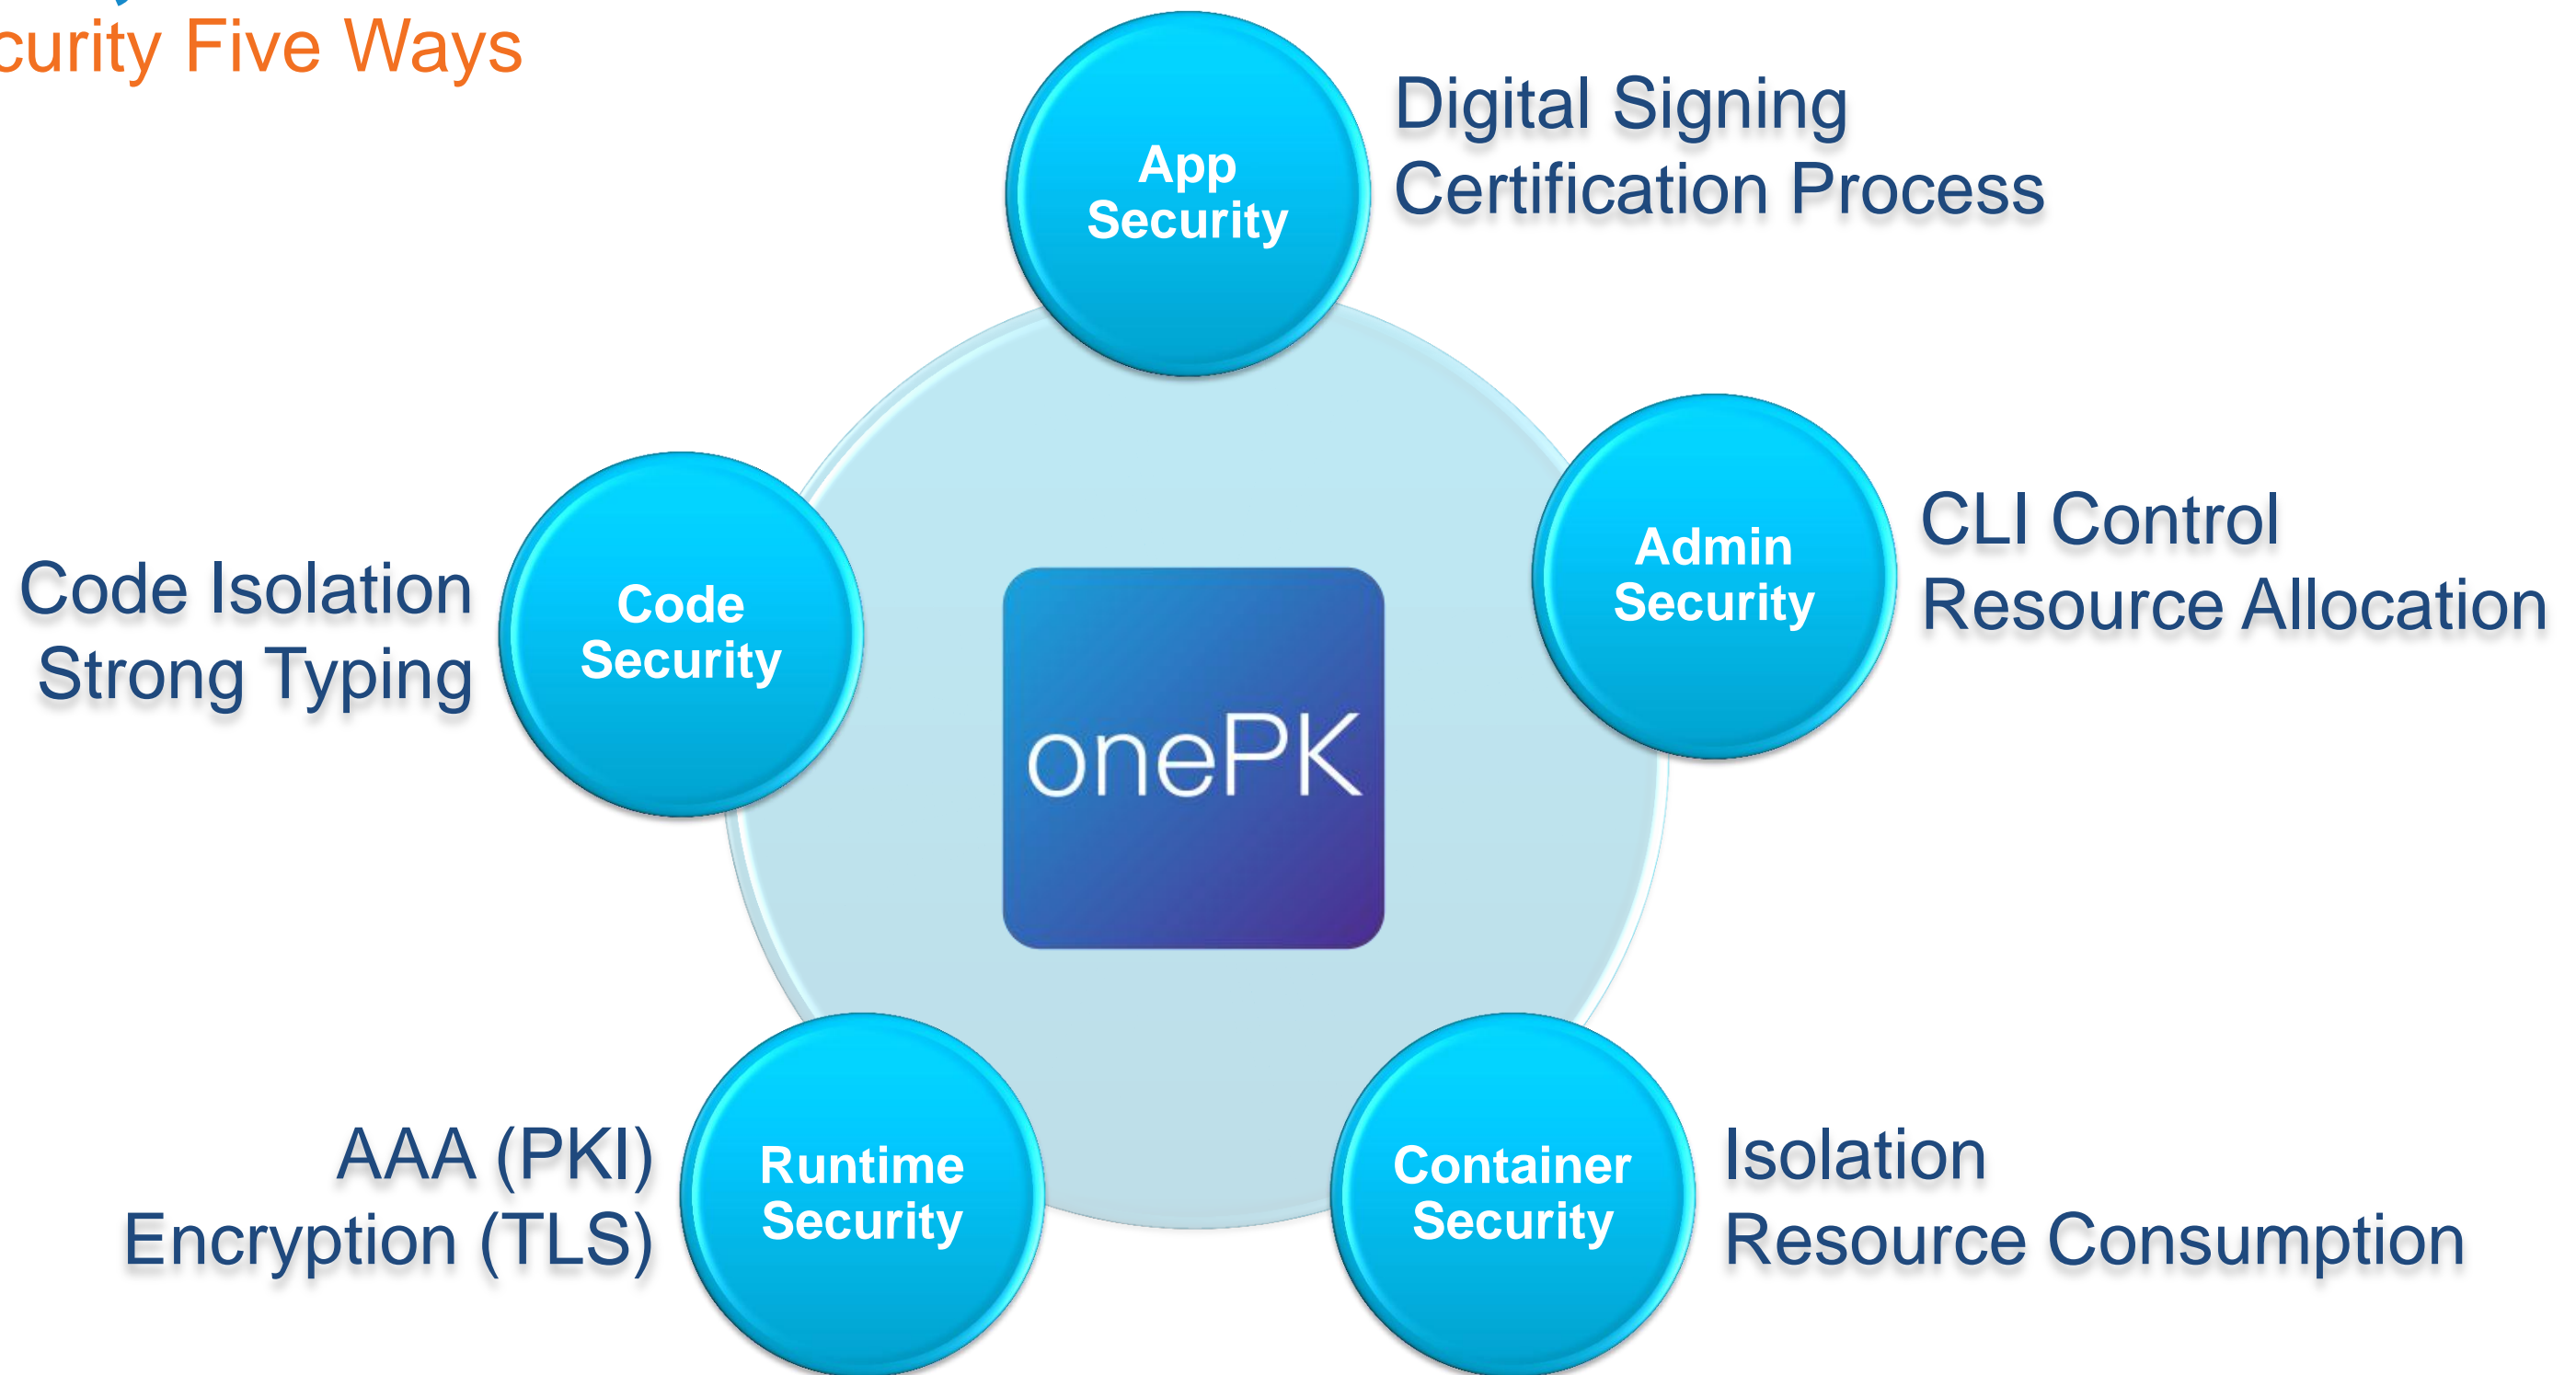 curity Five Ways
App
Security
Digital Signing
Certification Process
Admin
Security
CLI Control
Resource Allocation
Code Isolation
Strong Typing
Code
Security
onePK
AAA (PKI)
Encryption (TLS)
Runtime
Security
Container
Security
Isolation
Resource Consumption